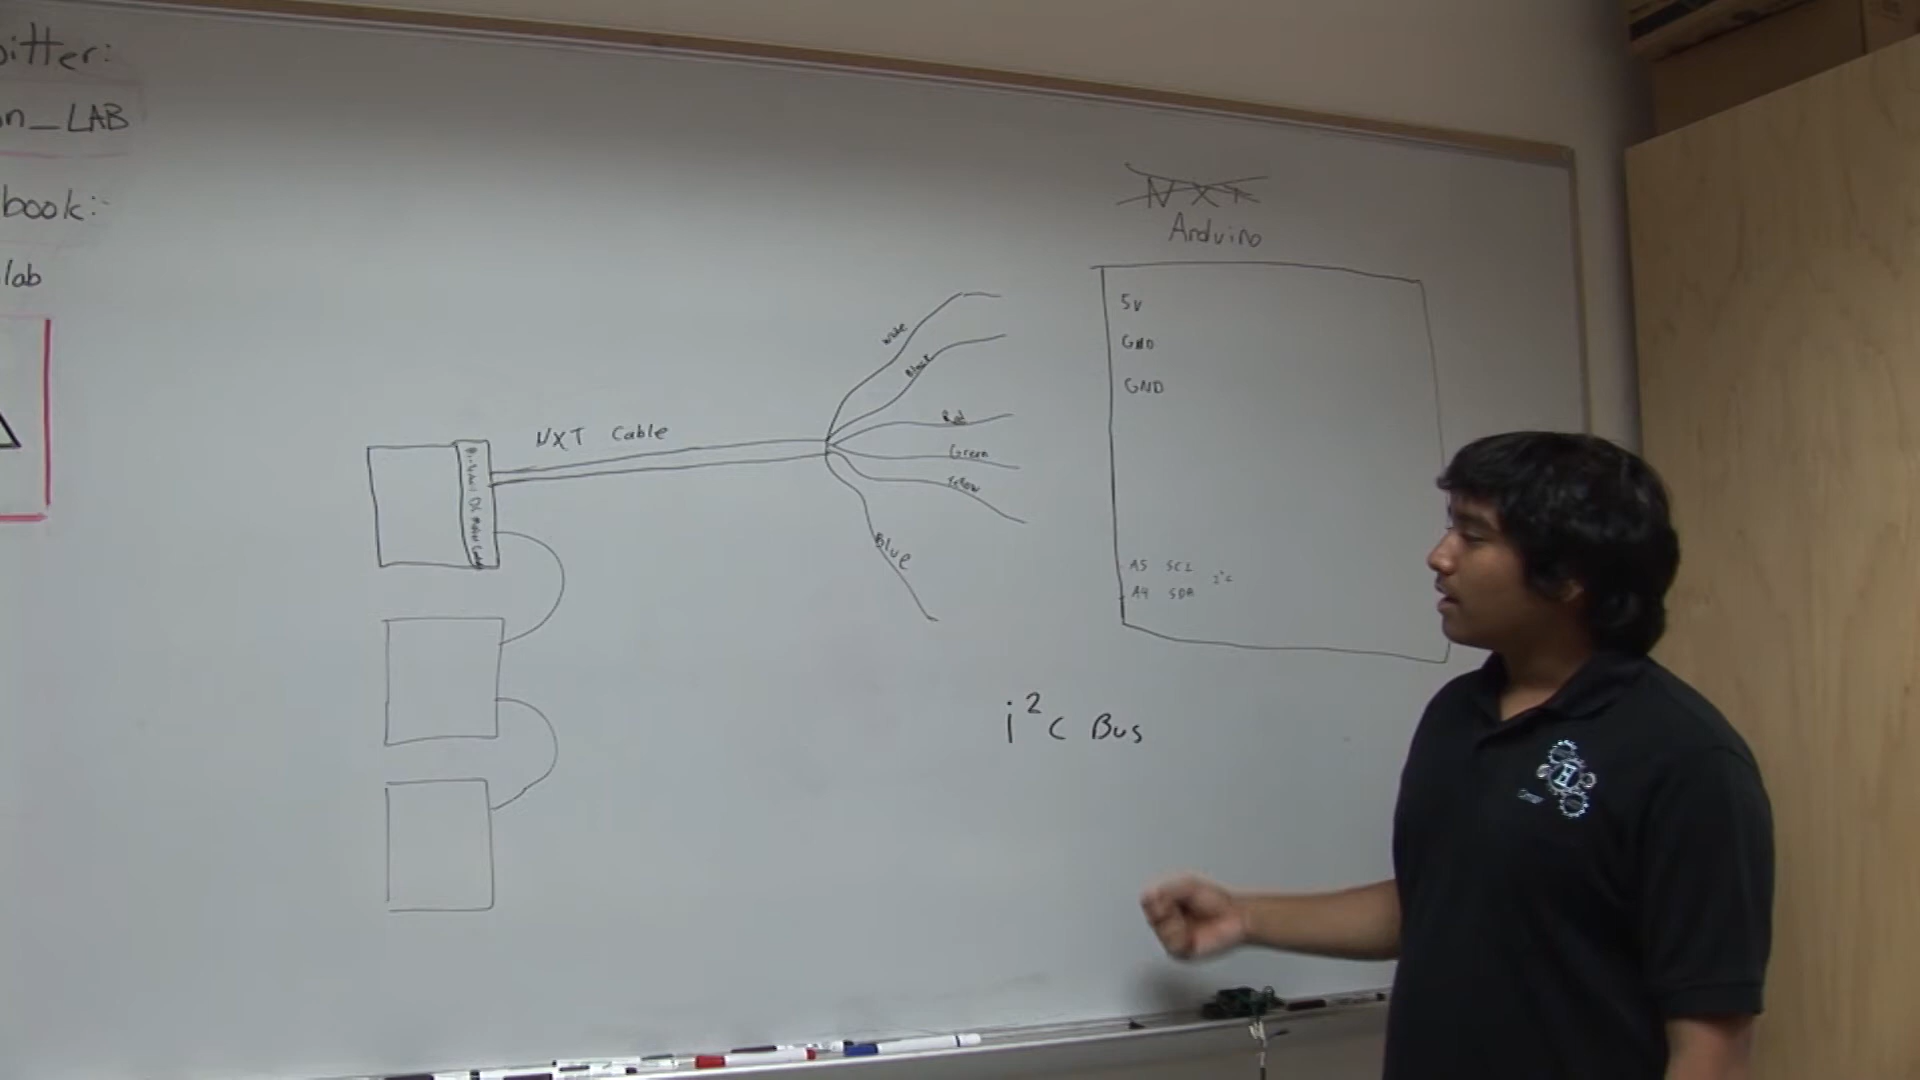 itter:
n_LAB
book:
lab
NXT Cable
White
Black
Red
Green
Yellow
Blue
NXT
Arduino
5V
GND
GND
A5 SCL
A4 SDA
I²C
i²c Bus